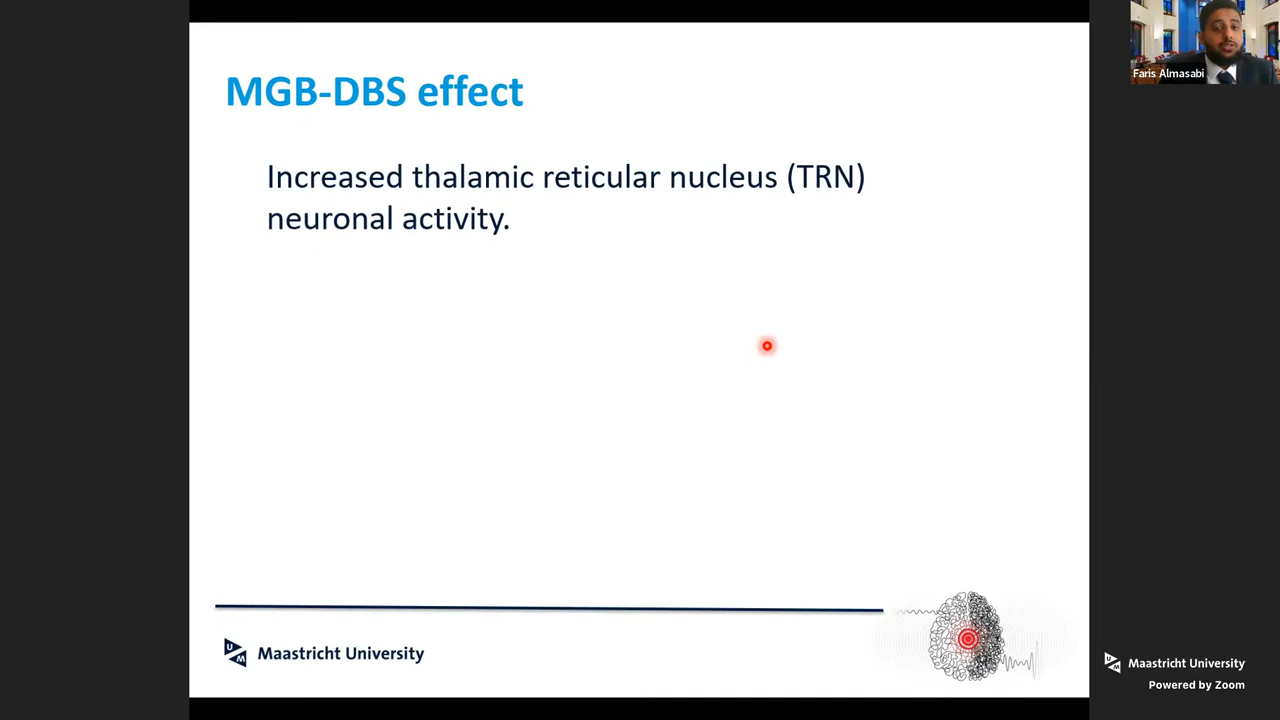 MGB-DBS effect
Increased thalamic reticular nucleus (TRN)
neuronal activity.
Faris Almasabi
UM
Maastricht University
Maastricht University
Powered by Zoom